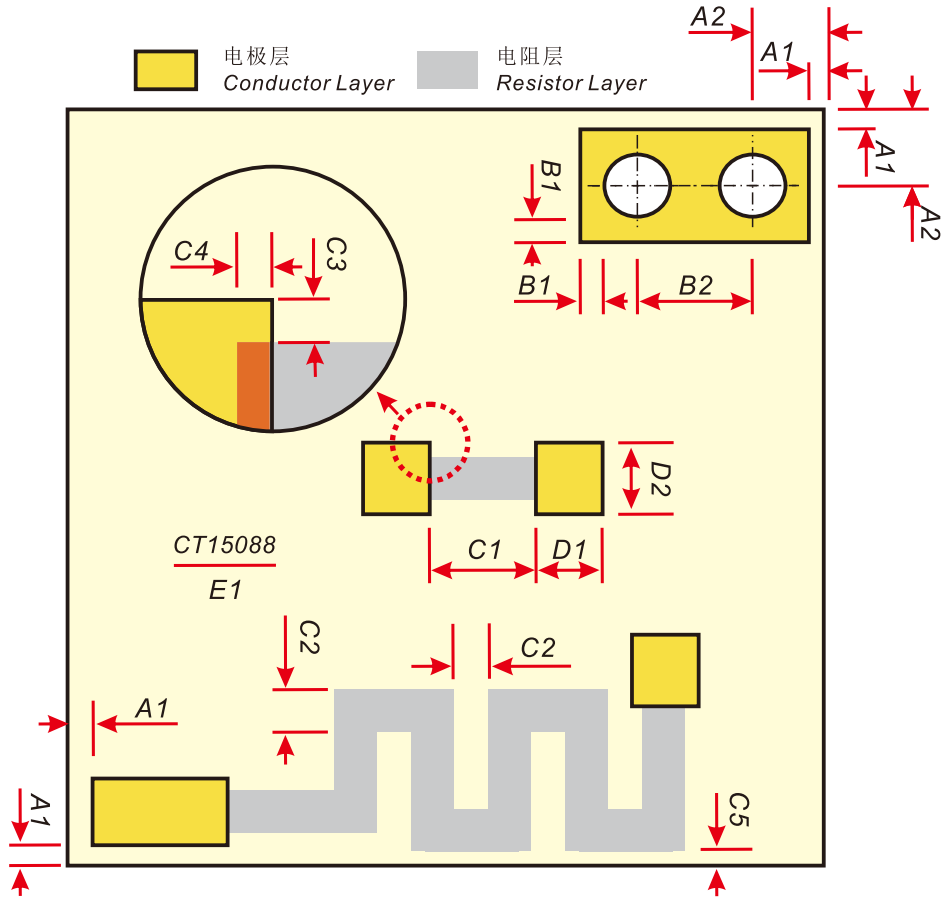 A2
A1
电极层
Conductor Layer
电阻层
Resistor Layer
A1
A2
B1
C4
C3
B1
B2
D2
CT15088
E1
C1
D1
C2
C2
A1
A1
C5